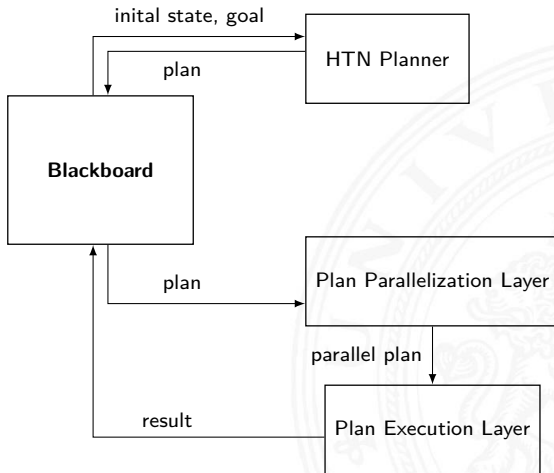 inital state, goal
HTN Planner
plan
Blackboard
Plan Parallelization Layer
plan
parallel plan
Plan Execution Layer
result